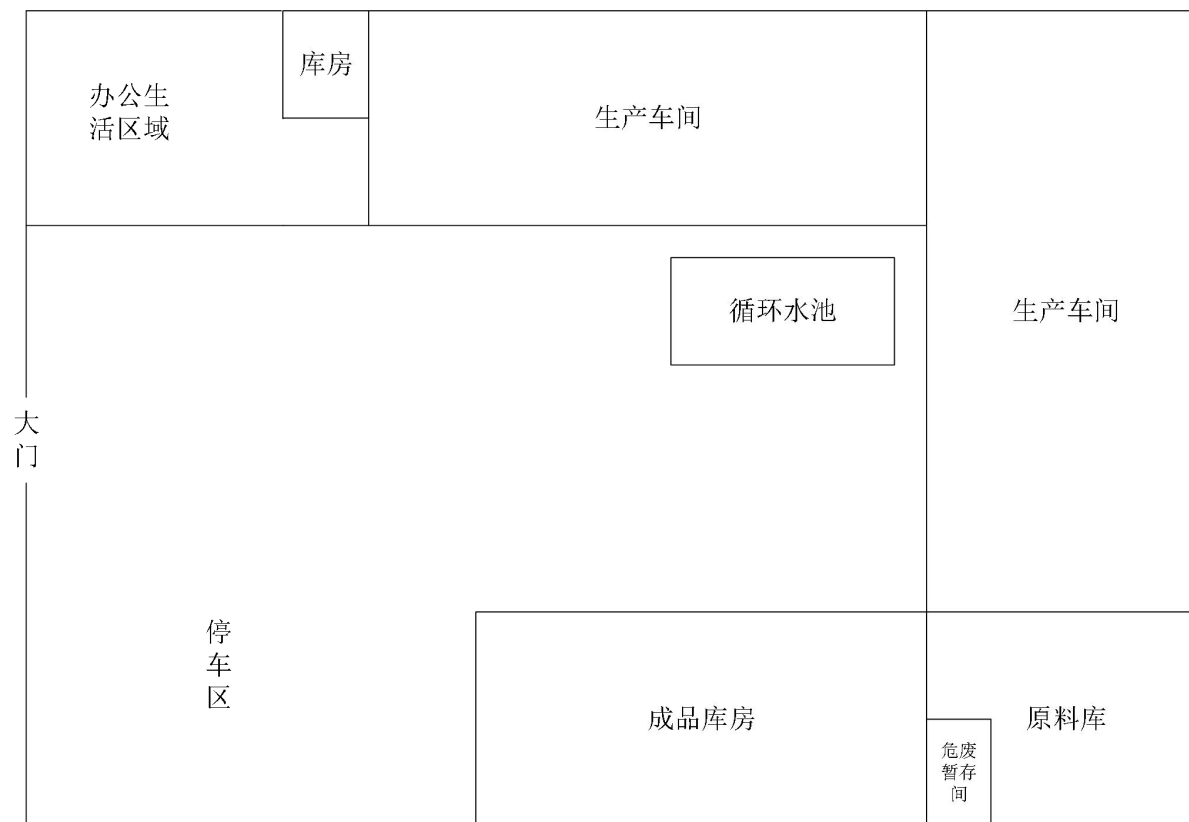 库房
办公生
活区域
生产车间
循环水池
生产车间
大
门
停
车
区
成品库房
原料库
危废
暂存
间